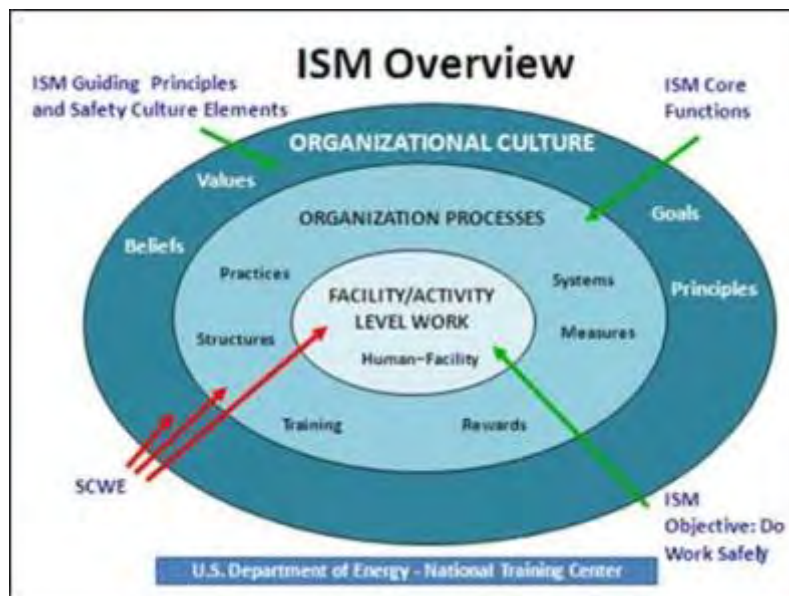 ISM Overview
ISM Guiding Principles
and Safety Culture Elements
ISM Core
Functions
ORGANIZATIONAL CULTURE
Values
Beliefs
Goals
Principles
ORGANIZATION PROCESSES
Practices
Structures
Training
Systems
Measures
Rewards
FACILITY/ACTIVITY
LEVEL WORK
Human-Facility
SCWE
ISM
Objective: Do
Work Safely
U.S. Department of Energy - National Training Center